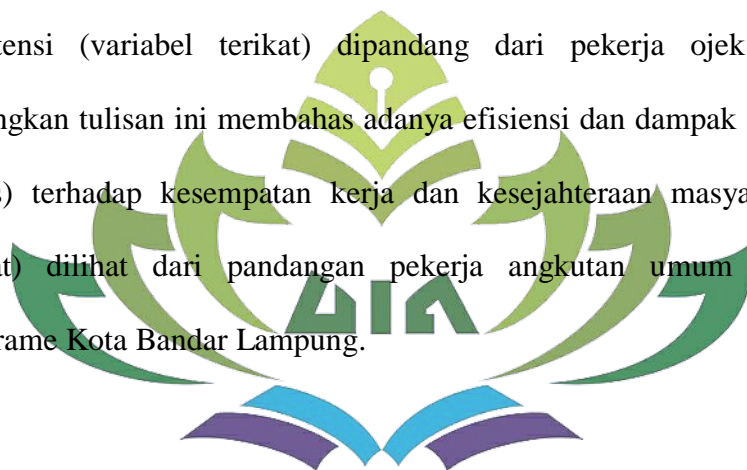 tensi (variabel terikat) dipandang dari pekerja ojek
ngkan tulisan ini membahas adanya efisiensi dan dampak
s) terhadap kesempatan kerja dan kesejahteraan masya
at) dilihat dari pandangan pekerja angkutan umum
rame Kota Bandar Lampung.
UIN